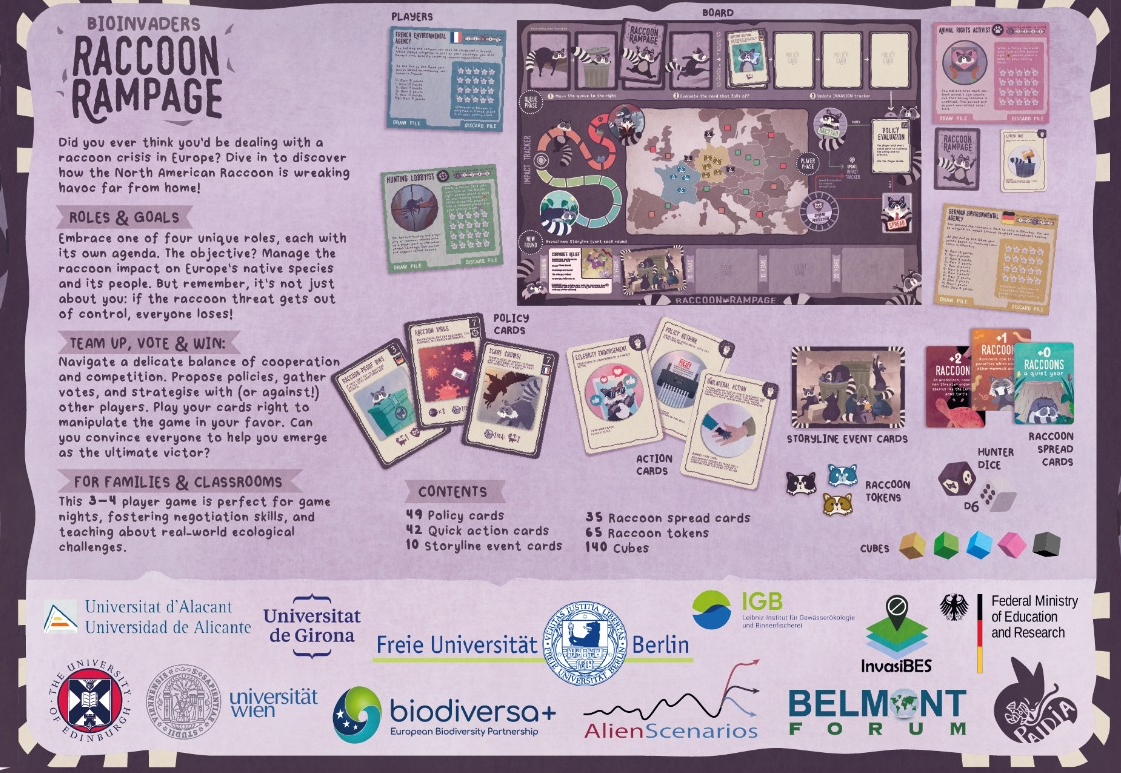 BIOINVADERS
RACCOON
RAMPAGE
Did you ever think you'd be dealing with a
raccoon crisis in Europe? Dive in to discover
how the North American Raccoon is wreaking
havoc far from home!
ROLES & GOALS
Embrace one of four unique roles, each with
its own agenda. The objective? Manage the
raccoon impact on Europe's native species
and its people. But remember, it's not just
about you: if the raccoon threat gets out
of control, everyone loses!
TEAM UP, VOTE & WIN:
Navigate a delicate balance of cooperation
and competition. Propose policies, gather
votes, and strategise with (or against!)
other players. Play your cards right to
manipulate the game in your favor. Can
you convince everyone to help you emerge
as the ultimate victor?
FOR FAMILIES & CLASSROOMS
This 3-4 player game is perfect for game
nights, fostering negotiation skills, and
teaching about real-world ecological
challenges.
PLAYERS
FRENCH ENVIRONMENTAL
AGENCY
DRAW PILE
DISCARD PILE
HUNTING LOBBYIST
DRAW PILE
DISCARD PILE
BOARD
RACCOON
RAMPAGE
IMPACT TRACKER
PLAYER
PHASE
POLICY
EVALUATION
NEW
ROUND
RACCOON RAMPAGE
ANIMAL RIGHTS ACTIVIST
DRAW PILE
DISCARD PILE
RACCOON
RAMPAGE
GERMAN ENVIRONMENTAL
AGENCY
DRAW PILE
DISCARD PILE
POLICY
CARDS
RACCOON-PROOF BINS
3
RACCOON VIRUS
7
SCARE CROWS!
7
CELEBRITY ENDORSEMENT
POLICY RETHINK
UNILATERAL ACTION
ACTION
CARDS
STORYLINE EVENT CARDS
+2
+1
RACCOON
+0
RACCOONS
a quiet year
RACCOON
SPREAD
CARDS
RACCOON
TOKENS
HUNTER
DICE
D6
CUBES
CONTENTS
49 Policy cards
42 Quick action cards
10 Storyline event cards
35 Raccoon spread cards
65 Raccoon tokens
140 Cubes
Universitat d'Alacant
Universidad de Alicante
Universitat
de Girona
Freie Universität Berlin
IGB
Leibniz Institut für Gewässerökologie
und Binnenfischerei
InvasiBES
Federal Ministry
of Education
and Research
THE UNIVERSITY OF EDINBURGH
universität
wien
biodiversa+
European Biodiversity Partnership
AlienScenarios
BELMONT
FORUM
PAIDIA